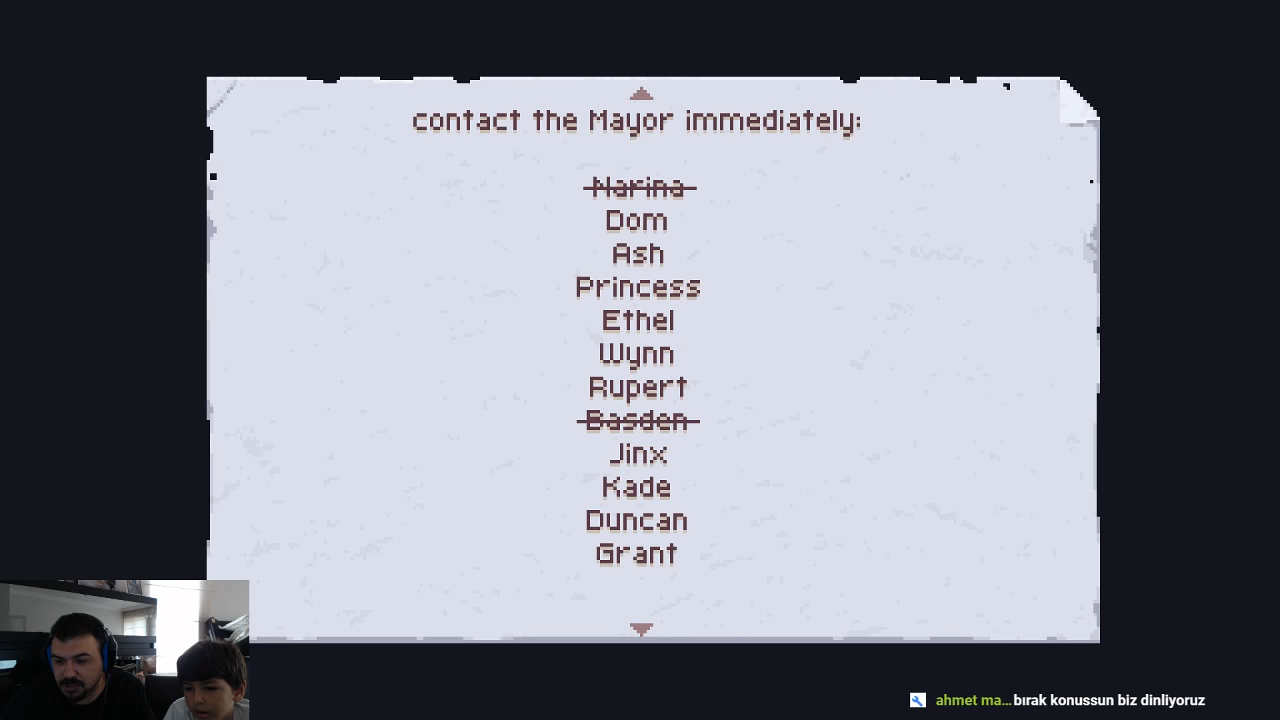 contact the Mayor immediately:
Narina
Dom
Ash
Princess
Ethel
Wynn
Rupert
Basden
Jinx
Kade
Duncan
Grant
ahmet ma... bırak konussun biz dinliyoruz